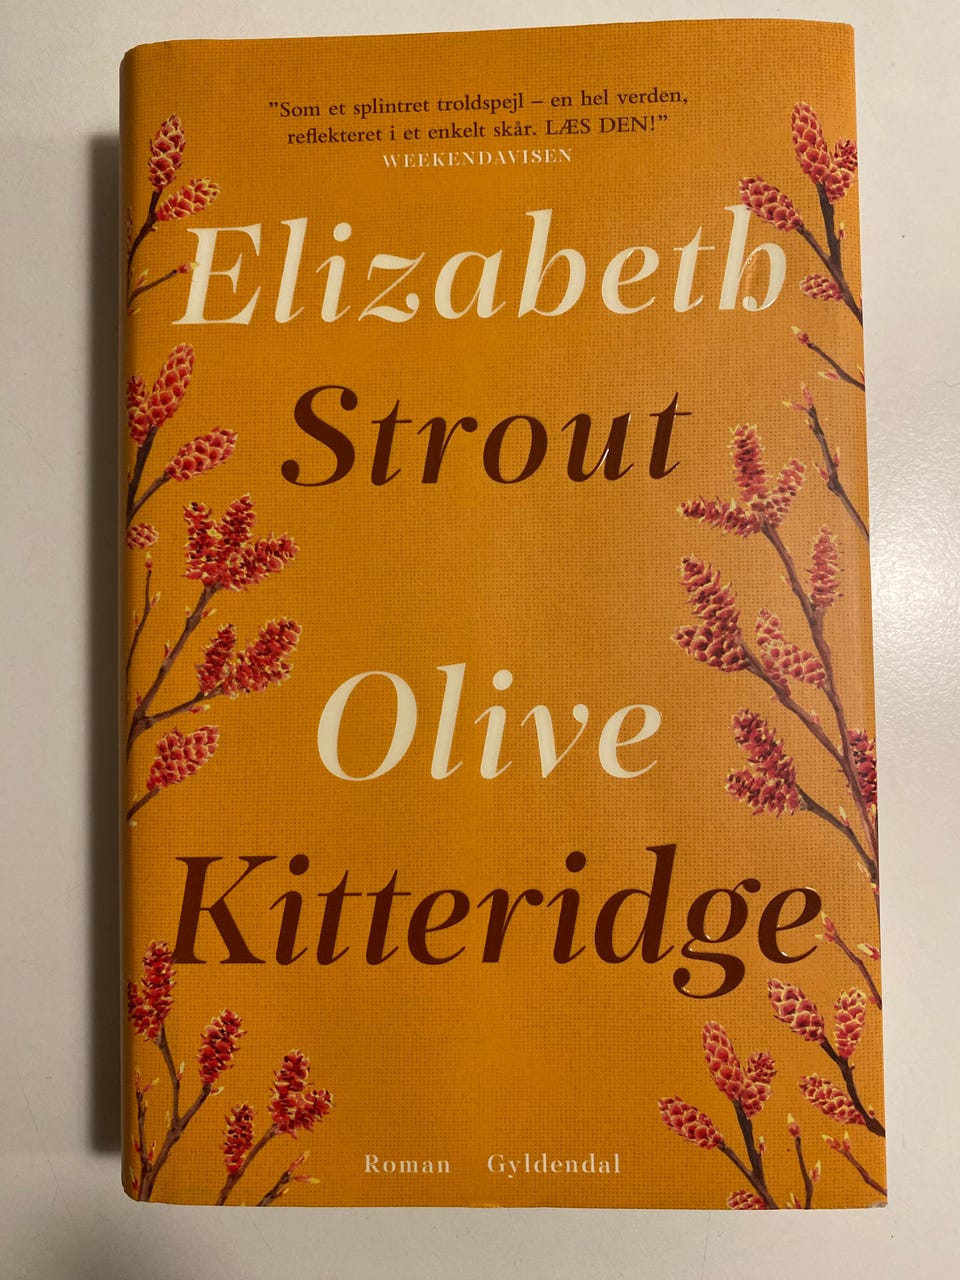 ”Som et splintret troldspejl – en hel verden,
reflekteret i et enkelt skår. LÆS DEN!”
WEEKENDAVISEN
Elizabeth
Strout
Olive
Kitteridge
Roman Gyldendal